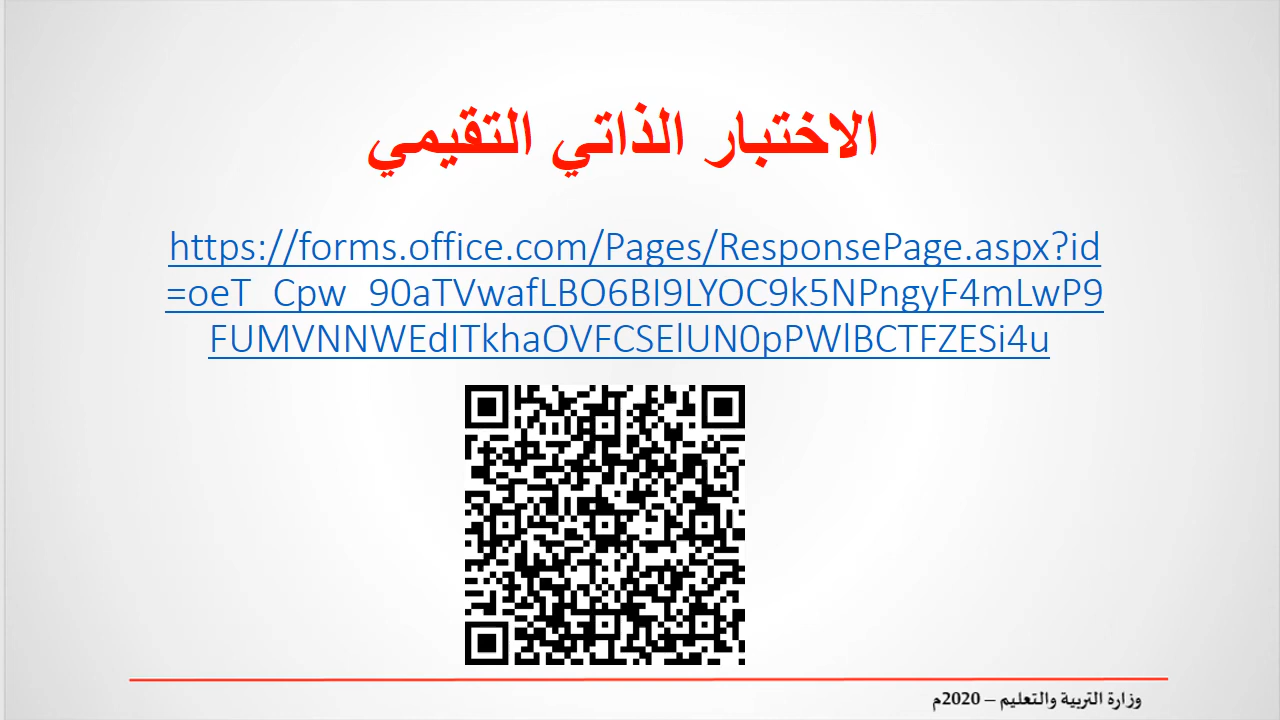 الاختبار الذاتي التقيمي
https://forms.office.com/Pages/ResponsePage.aspx?id
=oeT_Cpw_90aTVwafLBO6BI9LYOC9k5NPngyF4mLwP9
FUMVNNWEdITkhaOVFCSElUN0pPWlBCTFZESi4u
وزارة التربية والتعليم – 2020م